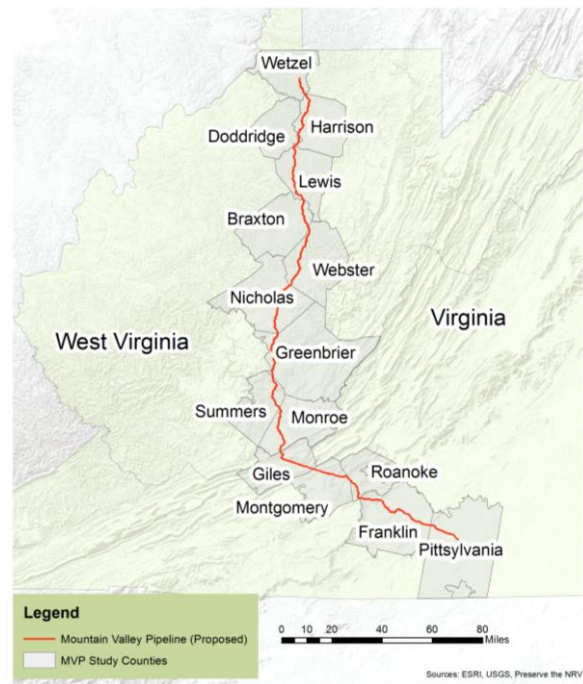 Wetzel
Doddridge
Harrison
Lewis
Braxton
Webster
Nicholas
West Virginia
Virginia
Greenbrier
Summers
Monroe
Giles
Roanoke
Montgomery
Franklin
Pittsylvania
Legend
Mountain Valley Pipeline (Proposed)
MVP Study Counties
0 10 20 40 60 80
Miles
Sources: ESRI, USGS, Preserve the NRV